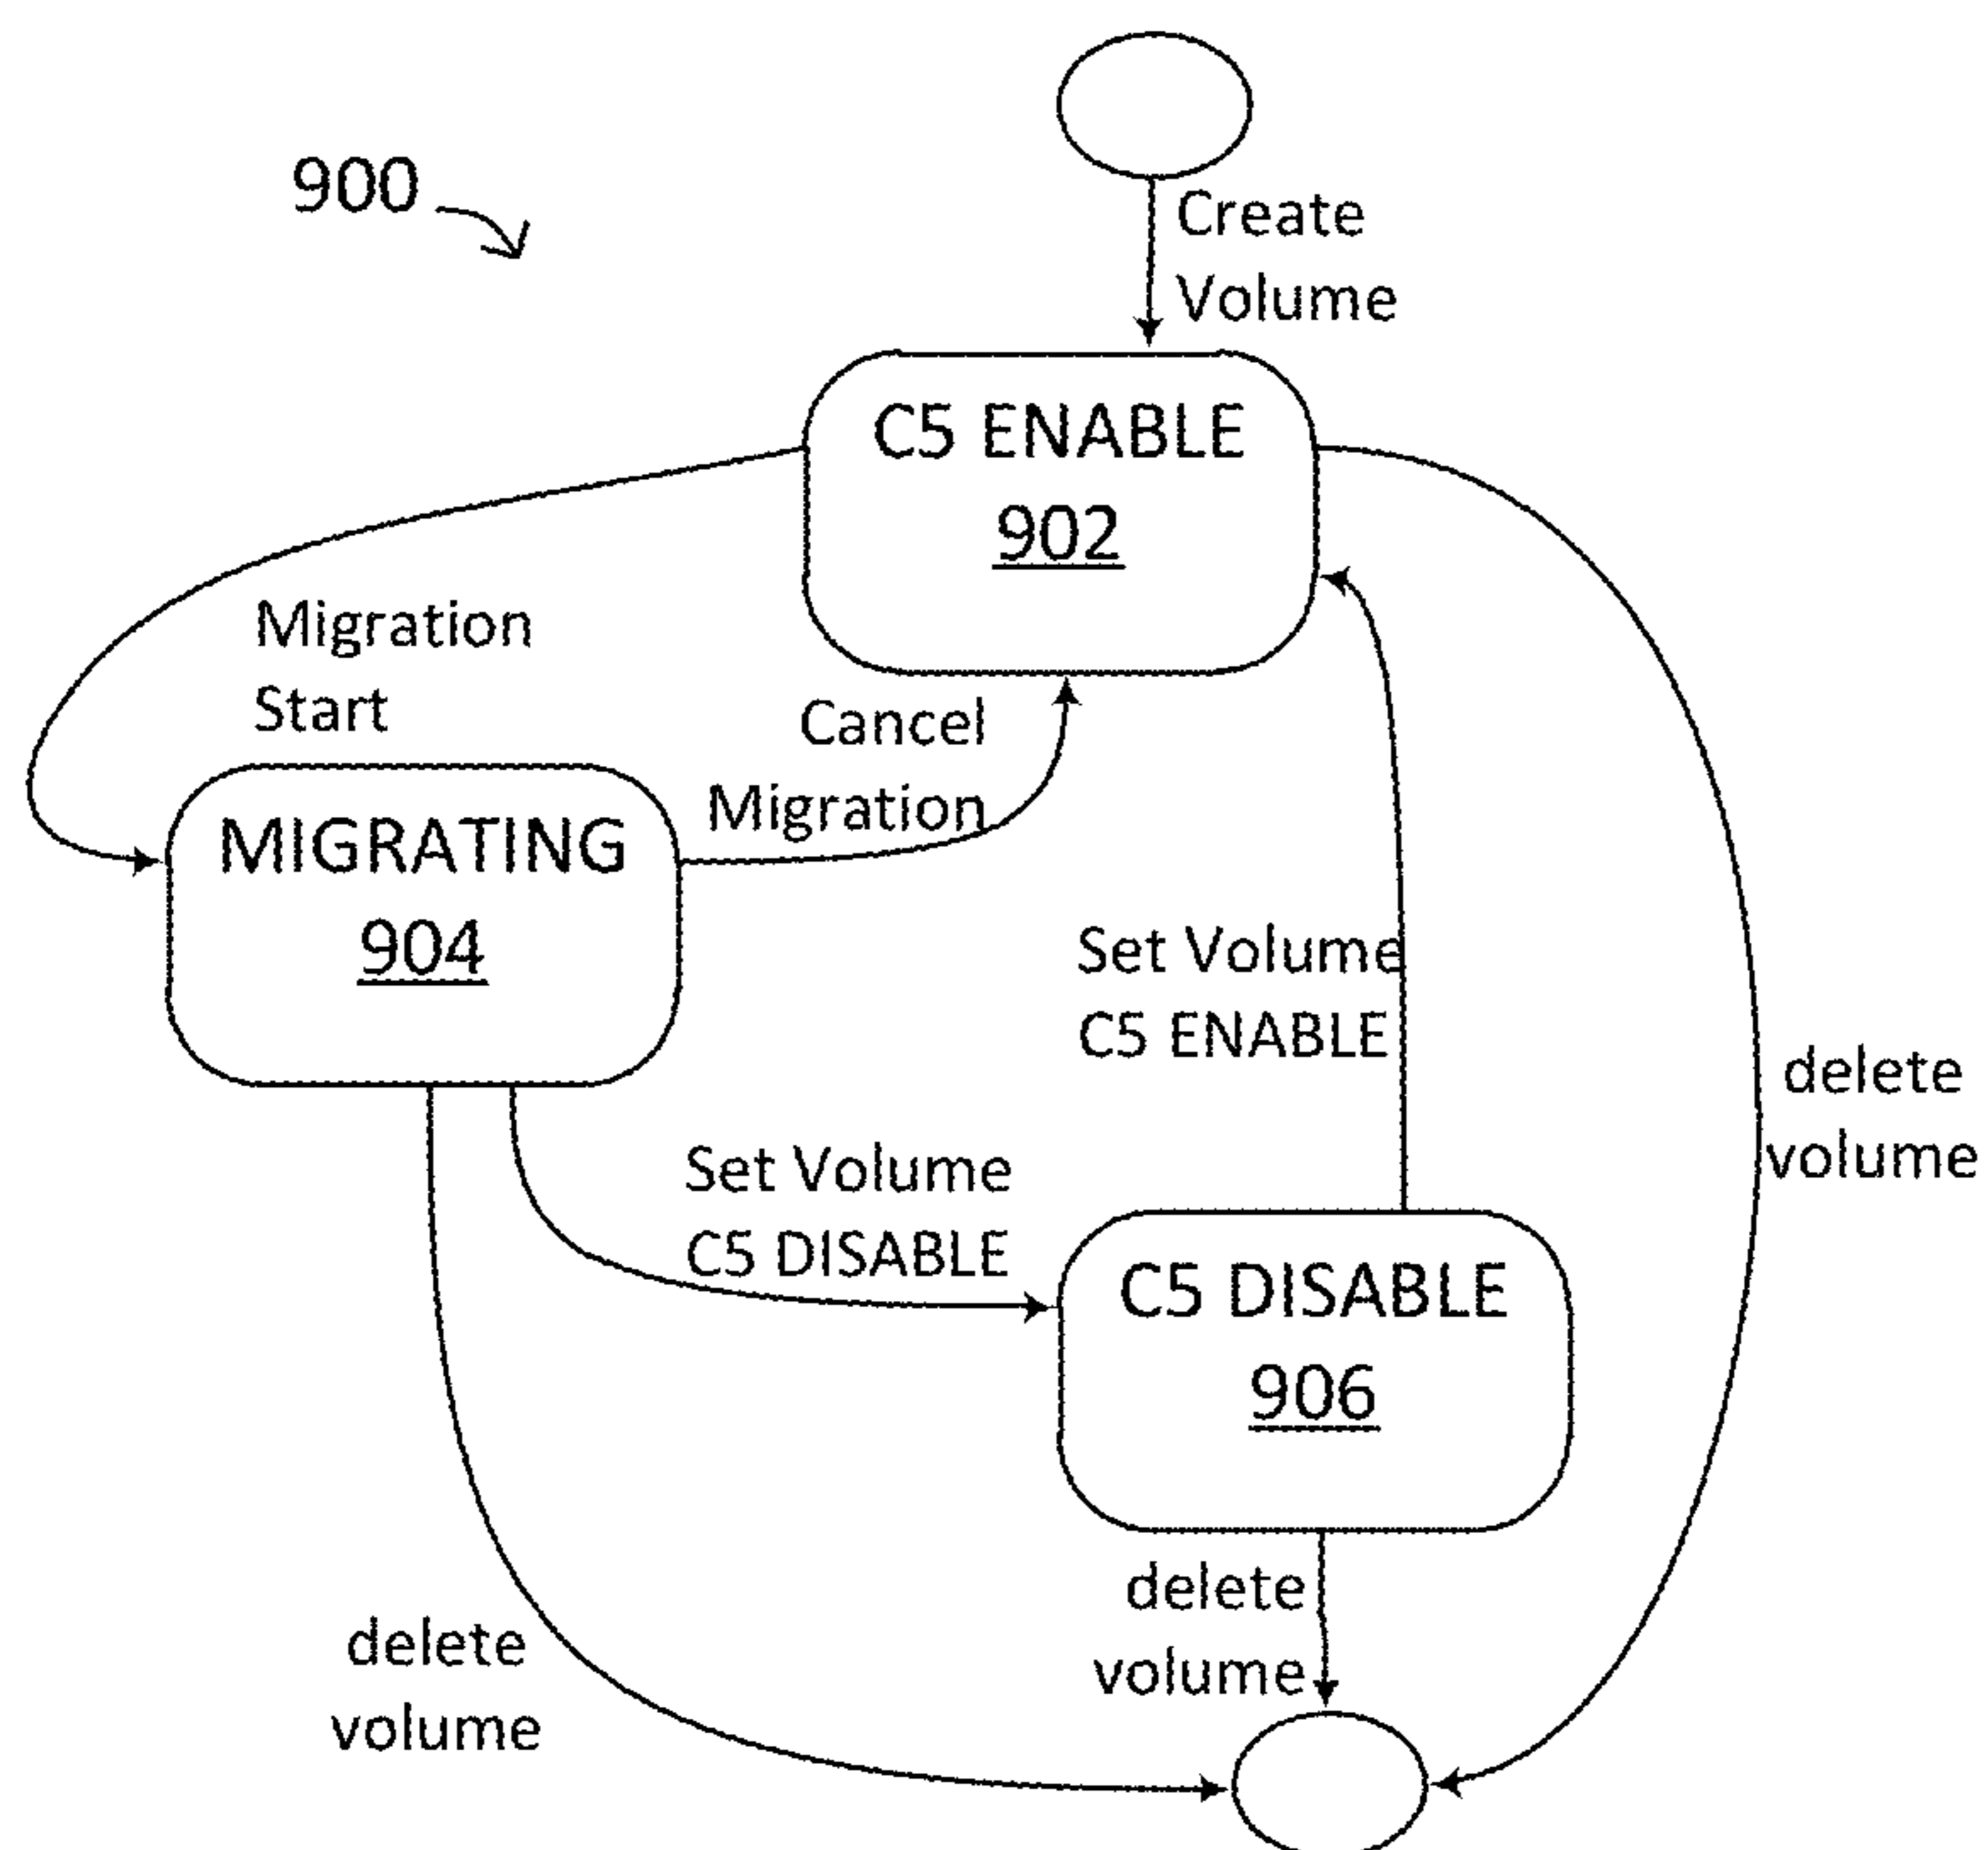 900
Create
Volume
C5 ENABLE
902
Migration
Start
Cancel
Migration
MIGRATING
904
Set Volume
C5 ENABLE
delete
volume
Set Volume
C5 DISABLE
C5 DISABLE
906
delete
volume
delete
volume